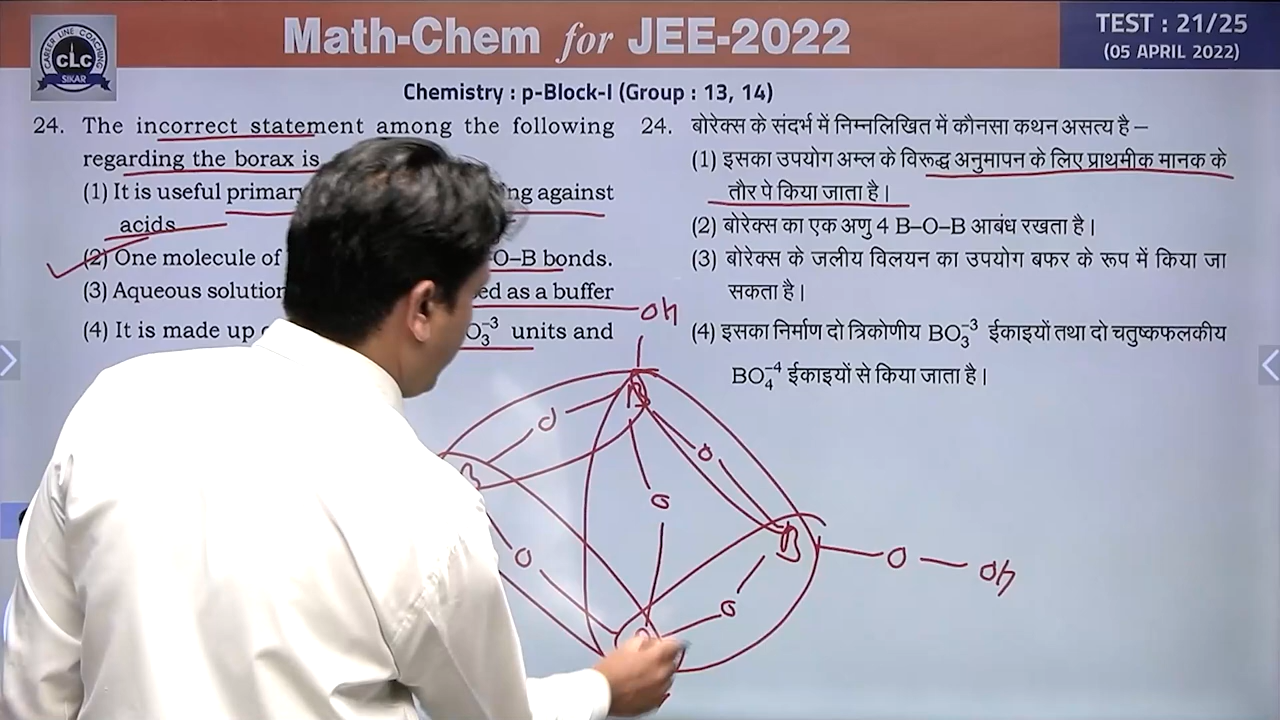 CAREER LINE COACHING
CLC
SIKAR
Math-Chem for JEE-2022
TEST : 21/25
(05 APRIL 2022)
Chemistry : p-Block-I (Group : 13, 14)
24. The incorrect statement among the following
regarding the borax is
(1) It is useful primary against
acids
(2) One molecule of O–B bonds.
(3) Aqueous solution as a buffer
(4) It is made up units and
24. बोरेक्स के संदर्भ में निम्नलिखित में कौनसा कथन असत्य है –
(1) इसका उपयोग अम्ल के विरूद्ध अनुमापन के लिए प्राथमीक मानक के
तौर पे किया जाता है।
(2) बोरेक्स का एक अणु 4 B–O–B आबंध रखता है।
(3) बोरेक्स के जलीय विलयन का उपयोग बफर के रूप में किया जा
सकता है।
(4) इसका निर्माण दो त्रिकोणीय BO₃⁻³ ईकाइयों तथा दो चतुष्कफलकीय
BO₄⁻⁴ ईकाइयों से किया जाता है।
OH
B
O
O
B
O
B
O
OH
O
O